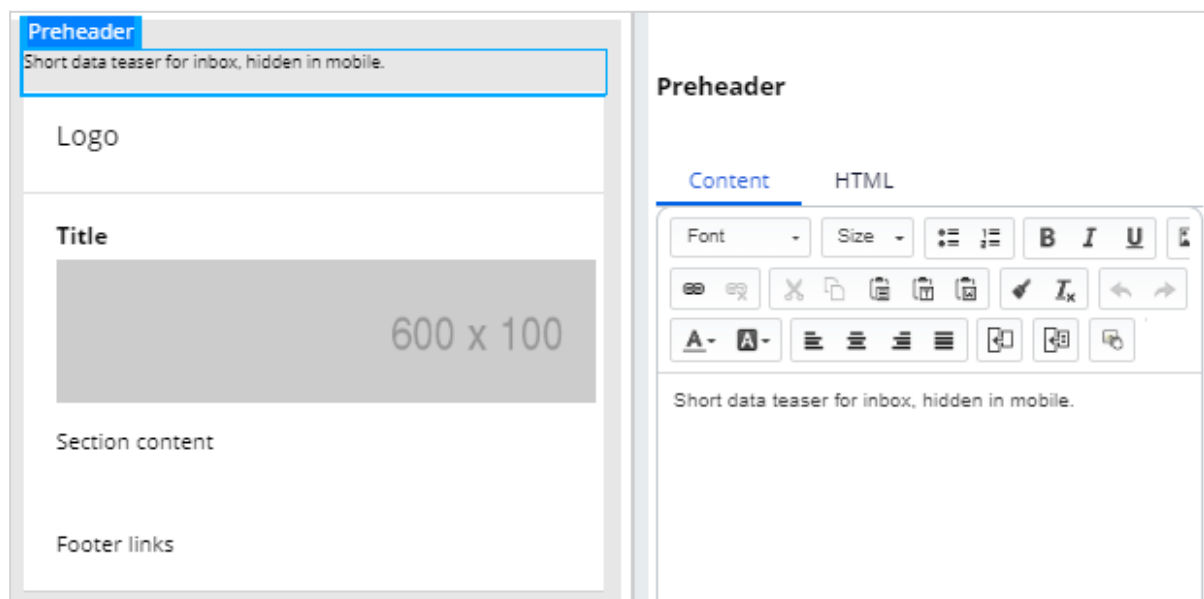 Preheader
Short data teaser for inbox, hidden in mobile.
Logo
Title
600 x 100
Section content
Footer links
Preheader
Content HTML
Font Size B I U
A A
Short data teaser for inbox, hidden in mobile.